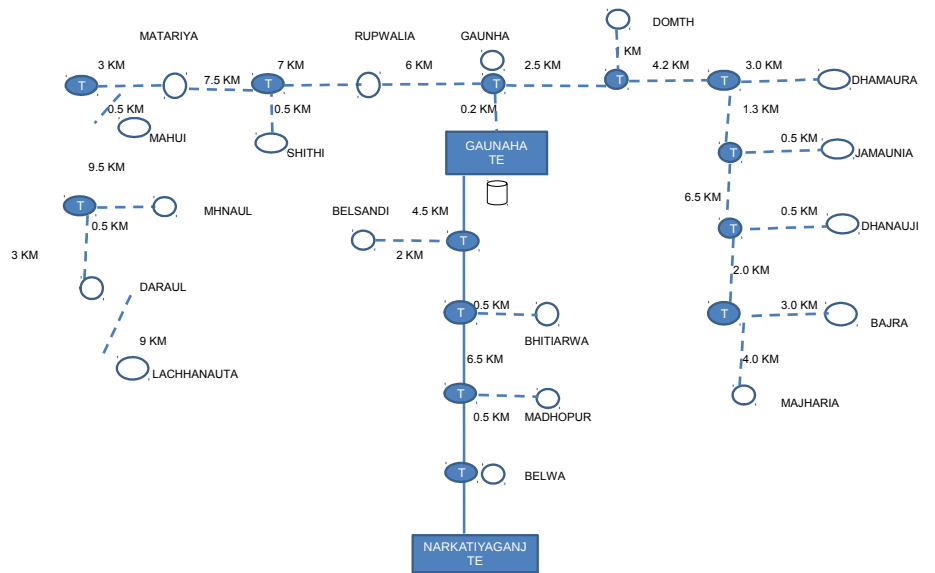 DOMTH
MATARIYA
RUPWALIA
GAUNHA
KM
3 KM
7 KM
6 KM
2.5 KM
4.2 KM
3.0 KM
T
7.5 KM
T
T
T
T
DHAMAURA
0.5 KM
0.5 KM
0.2 KM
1.3 KM
MAHUI
SHITHI
GAUNAHA
TE
0.5 KM
T
JAMAUNIA
9.5 KM
6.5 KM
T
MHNAUL
BELSANDI
4.5 KM
0.5 KM
0.5 KM
T
DHANAUJI
3 KM
T
2 KM
2.0 KM
DARAUL
0.5 KM
3.0 KM
T
T
BAJRA
BHITIARWA
9 KM
6.5 KM
4.0 KM
LACHHANAUTA
T
MAJHARIA
0.5 KM
MADHOPUR
T
BELWA
NARKATIYAGANJ
TE